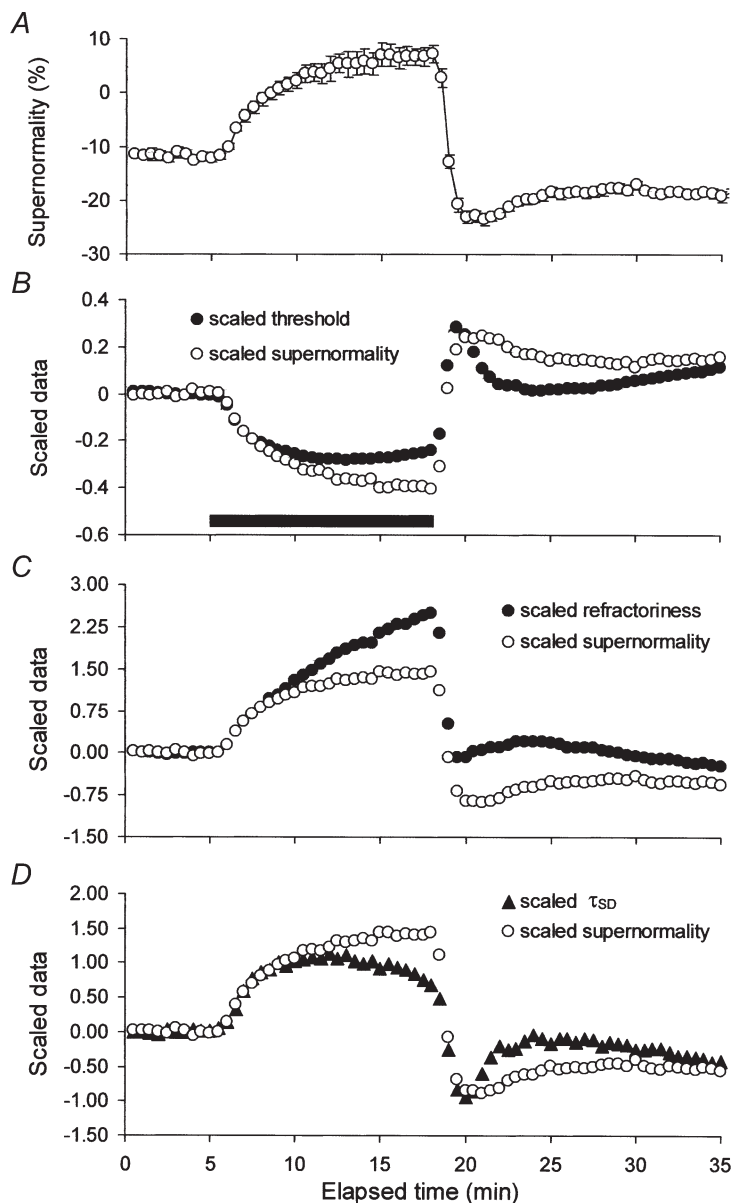 A
10
0
-10
-20
-30
Supernormality (%)
B
0.4
0.2
0
-0.2
-0.4
-0.6
Scaled data
scaled threshold
scaled supernormality
C
3.00
2.25
1.50
0.75
0.00
-0.75
-1.50
Scaled data
scaled refractoriness
scaled supernormality
D
2.00
1.50
1.00
0.50
0.00
-0.50
-1.00
-1.50
Scaled data
scaled τSD
scaled supernormality
0 5 10 15 20 25 30 35
Elapsed time (min)